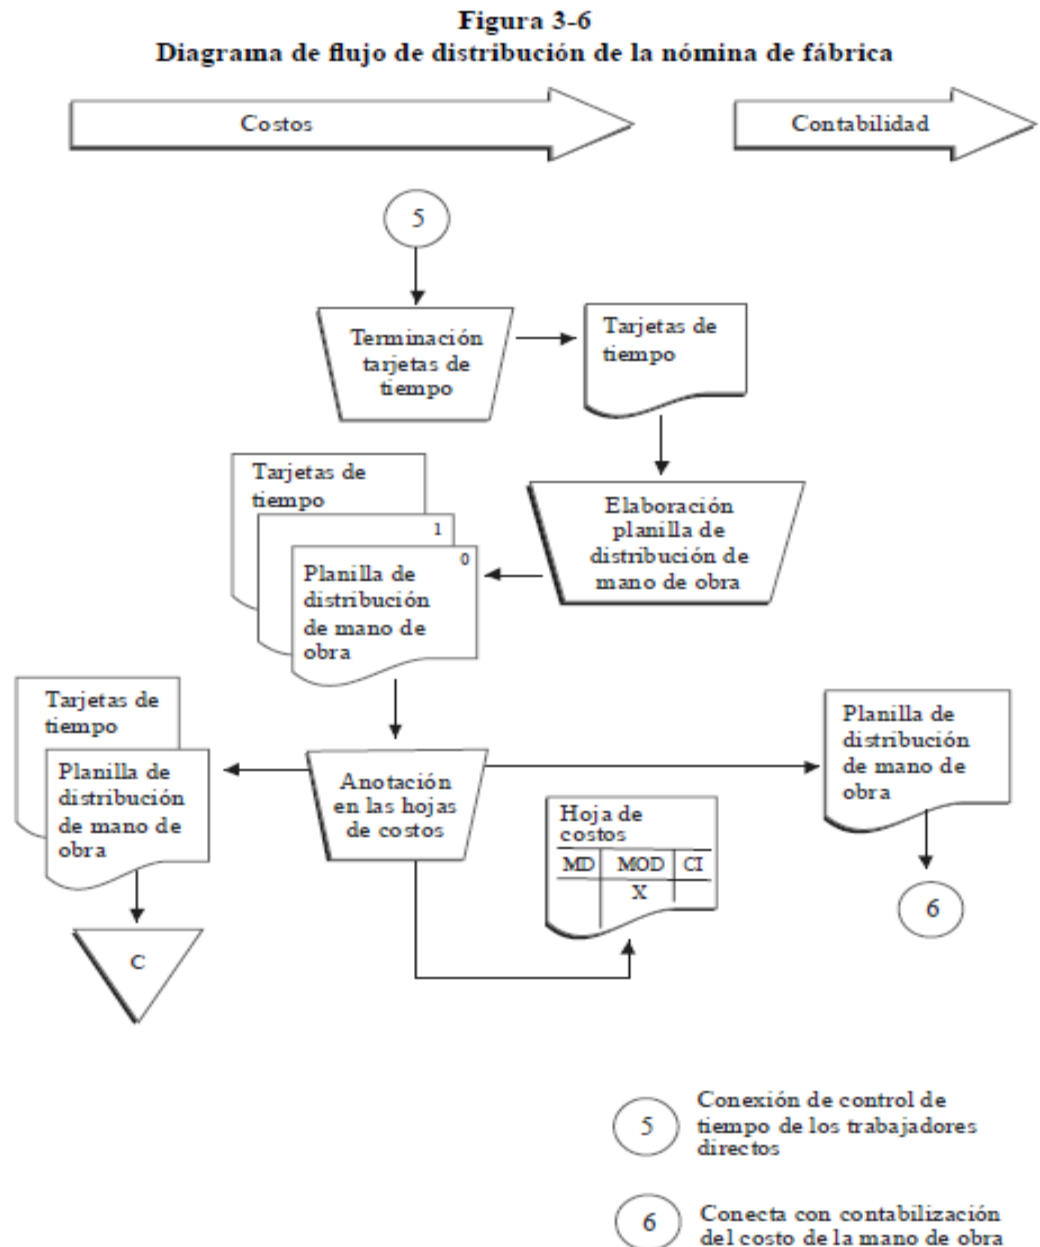 Figura 3-6
Diagrama de flujo de distribución de la nómina de fábrica
Costos
Contabilidad
5
Terminación
tarjetas de
tiempo
Tarjetas de
tiempo
Elaboración
planilla de
distribución de
mano de obra
Tarjetas de
tiempo
1
0
Planilla de
distribución
de mano de
obra
Tarjetas de
tiempo
Planilla de
distribución
de mano de
obra
C
Anotación
en las hojas
de costos
Hoja de
costos
MD MOD CI
X
Planilla de
distribución
de mano de
obra
6
5
Conexión de control de
tiempo de los trabajadores
directos
6
Conecta con contabilización
del costo de la mano de obra